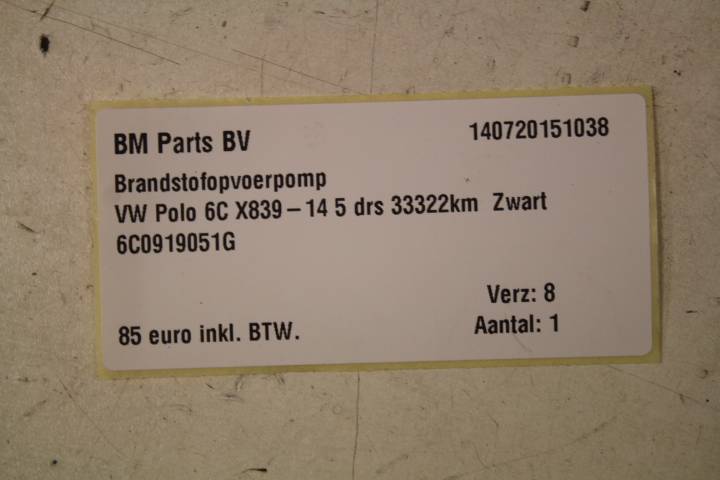 BM Parts BV 140720151038
Brandstofopvoerpomp
VW Polo 6C X839 – 14 5 drs 33322km Zwart
6C0919051G
Verz: 8
85 euro inkl. BTW. Aantal: 1